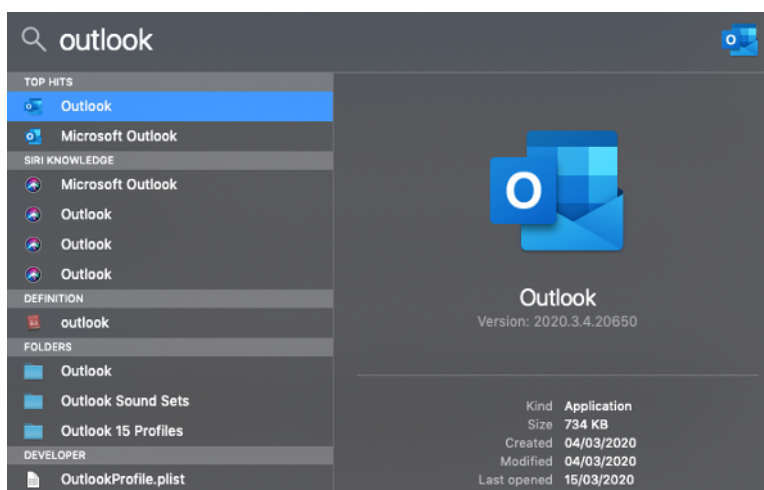 outlook
TOP HITS
Outlook
Microsoft Outlook
SIRI KNOWLEDGE
Microsoft Outlook
Outlook
Outlook
Outlook
DEFINITION
outlook
FOLDERS
Outlook
Outlook Sound Sets
Outlook 15 Profiles
DEVELOPER
OutlookProfile.plist
O
Outlook
Version: 2020.3.4.20650
Kind Application
Size 734 KB
Created 04/03/2020
Modified 04/03/2020
Last opened 15/03/2020